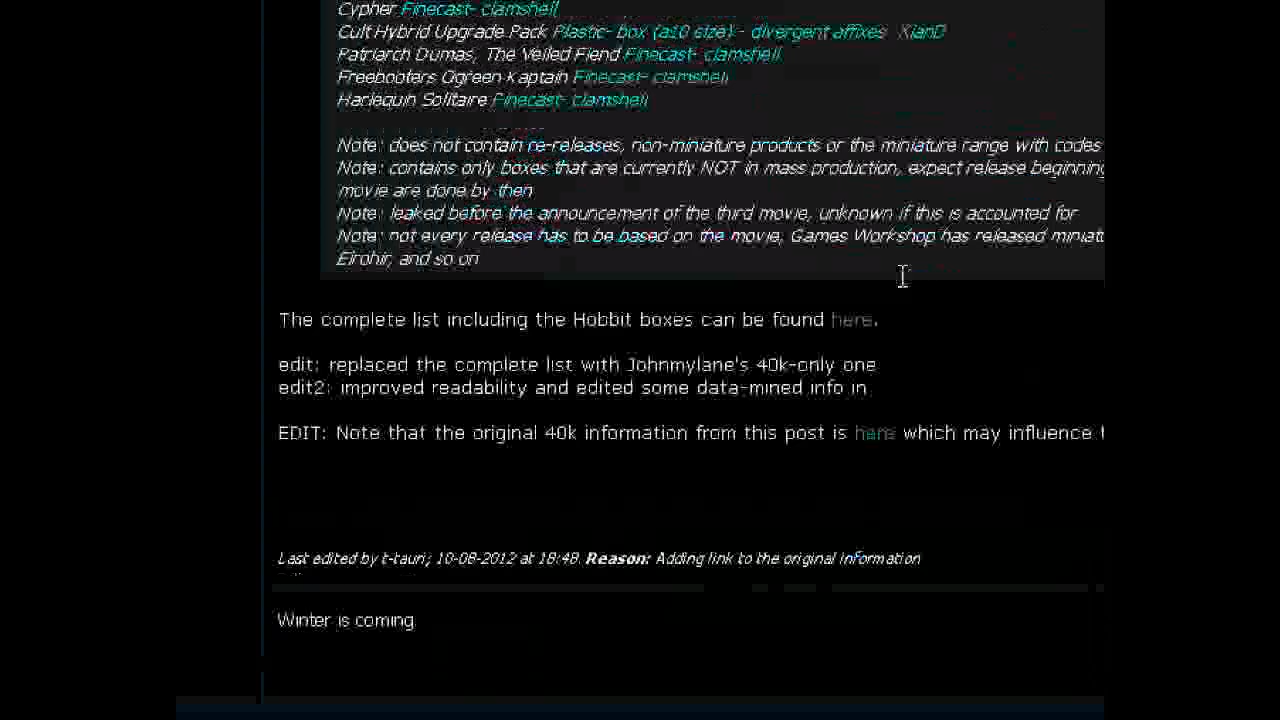 Cypher Finecast- clamshell
Cult Hybrid Upgrade Pack Plastic- box (a10 size) - divergent affixes XianD
Patriarch Dumas, The Veiled Fiend Finecast- clamshell
Freebooters Ogreen Kaptain Finecast- clamshell
Harlequin Solitaire Finecast- clamshell
Note: does not contain re-releases, non-miniature products or the miniature range with codes
Note: contains only boxes that are currently NOT in mass production, expect release beginning
movie are done by then
Note: leaked before the announcement of the third movie, unknown if this is accounted for
Note: not every release has to be based on the movie, Games Workshop has released miniat
Elrohir, and so on
The complete list including the Hobbit boxes can be found here.
edit: replaced the complete list with Johnmylane's 40k-only one
edit2: improved readability and edited some data-mined info in
EDIT: Note that the original 40k information from this post is here which may influence t
Last edited by t-tauri; 10-08-2012 at 18:48. Reason: Adding link to the original information
Winter is coming.